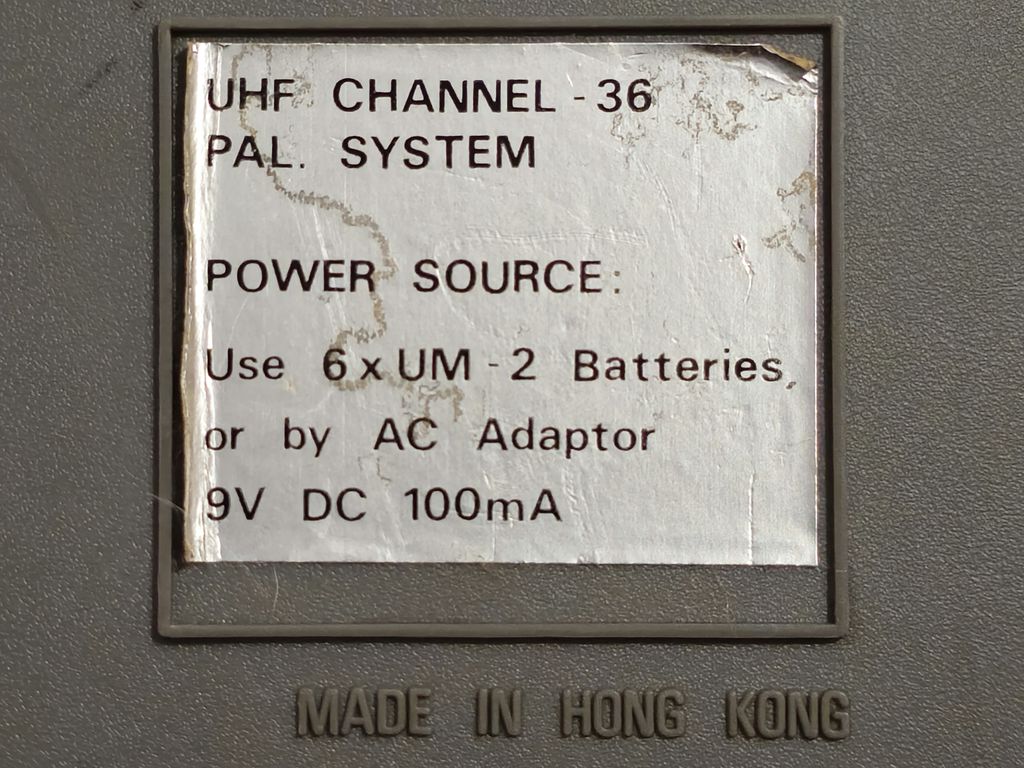 UHF CHANNEL - 36
PAL. SYSTEM
POWER SOURCE:
Use 6 x UM - 2 Batteries,
or by AC Adaptor
9V DC 100mA
MADE IN HONG KONG